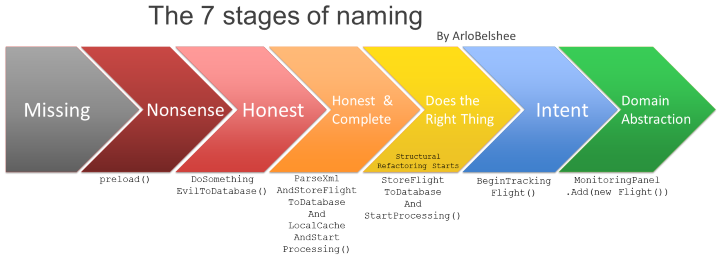 The 7 stages of naming
By ArloBelshee
Missing
Nonsense
Honest
Honest &
Complete
Does the
Right Thing
Structural
Refactoring Starts
Intent
Domain
Abstraction
preload()
DoSomething
EvilToDatabase()
ParseXml
AndStoreFlight
ToDatabase
And
LocalCache
AndStart
Processing()
StoreFlight
ToDatabase
And
StartProcessing()
BeginTracking
Flight()
MonitoringPanel
.Add(new Flight())